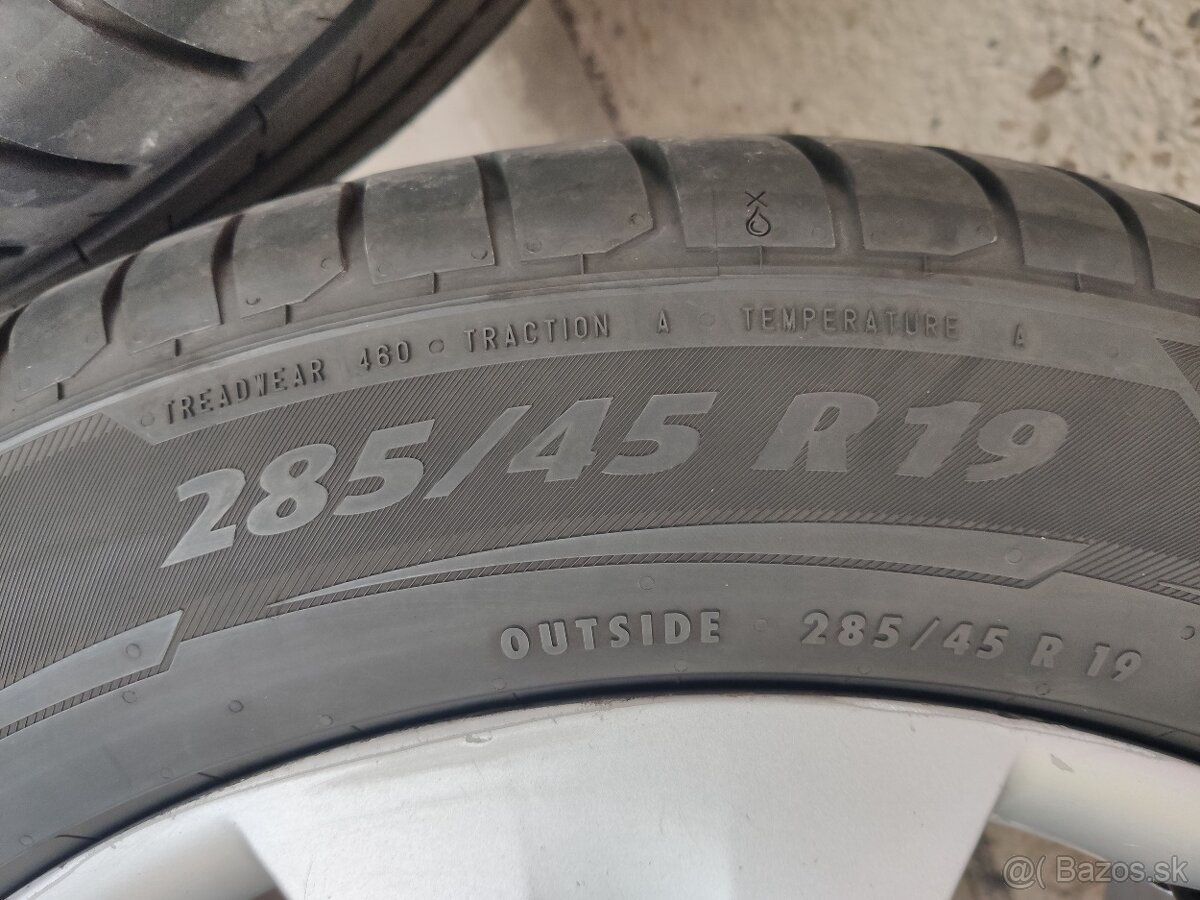 TREADWEAR 460 TRACTION A TEMPERATURE A
285/45 R19
OUTSIDE 285/45 R 19
@( Bazos.sk